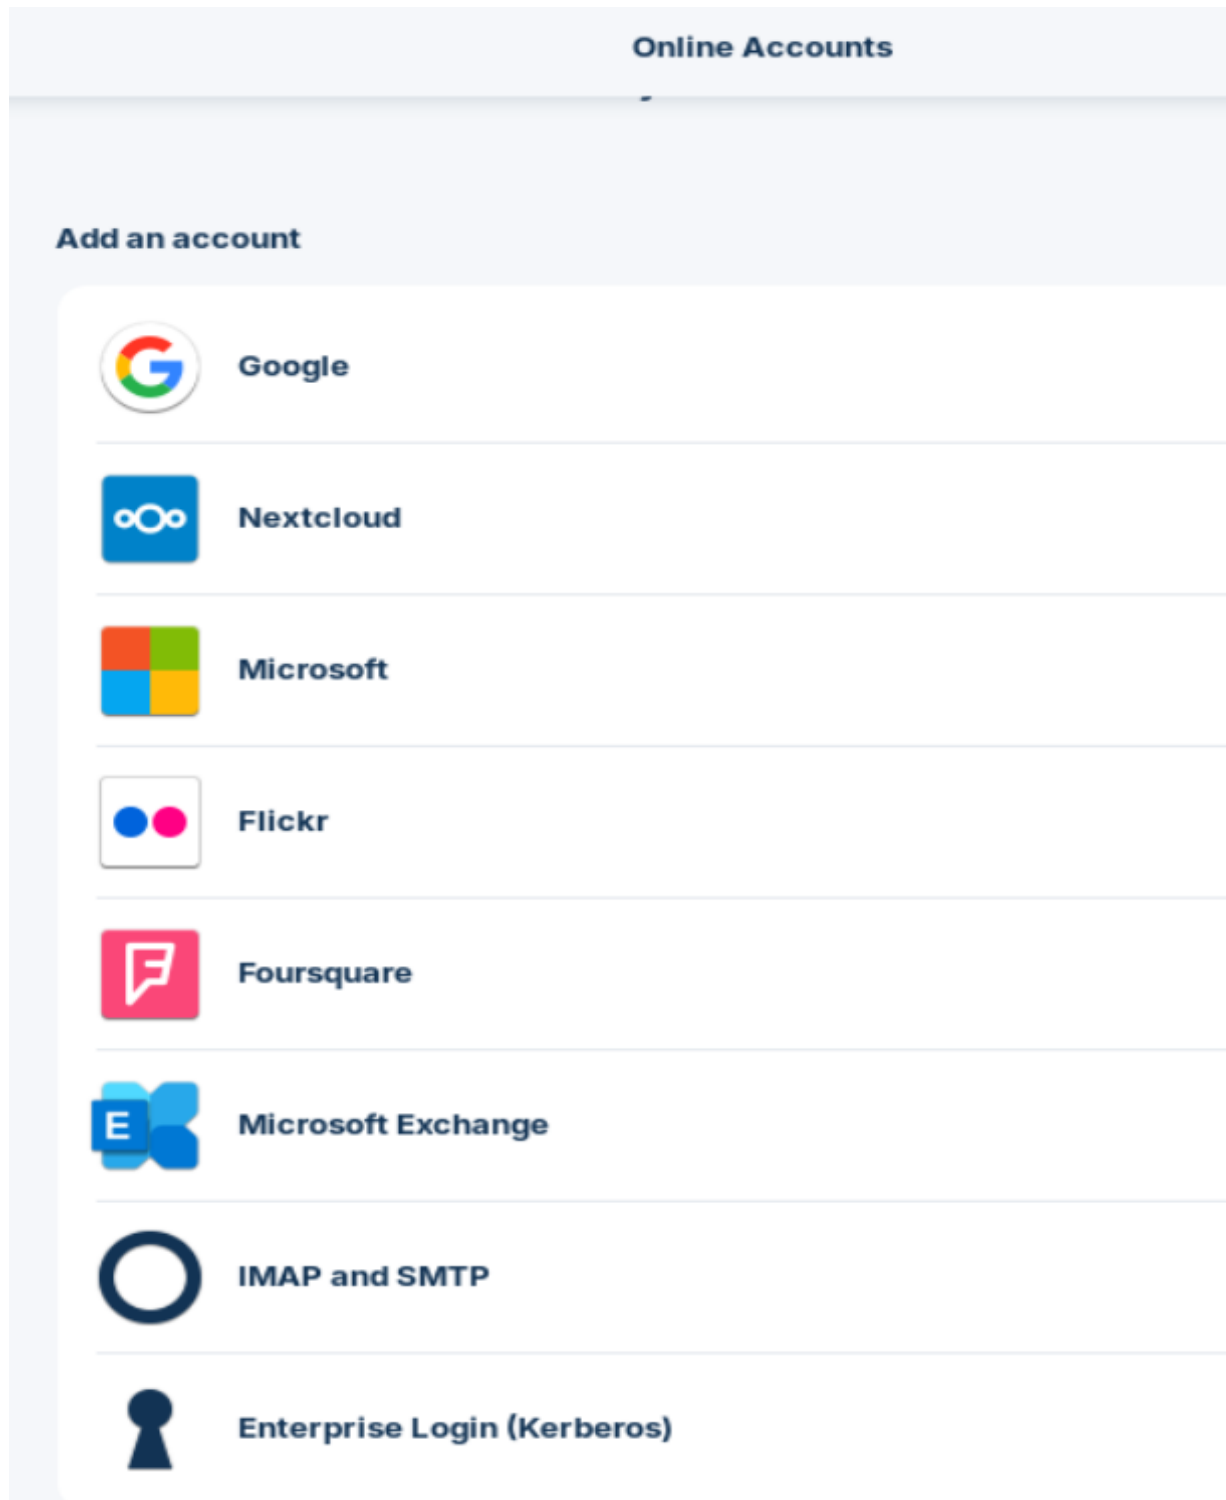 Online Accounts
Add an account
Google
Nextcloud
Microsoft
Flickr
Foursquare
E
Microsoft Exchange
IMAP and SMTP
Enterprise Login (Kerberos)